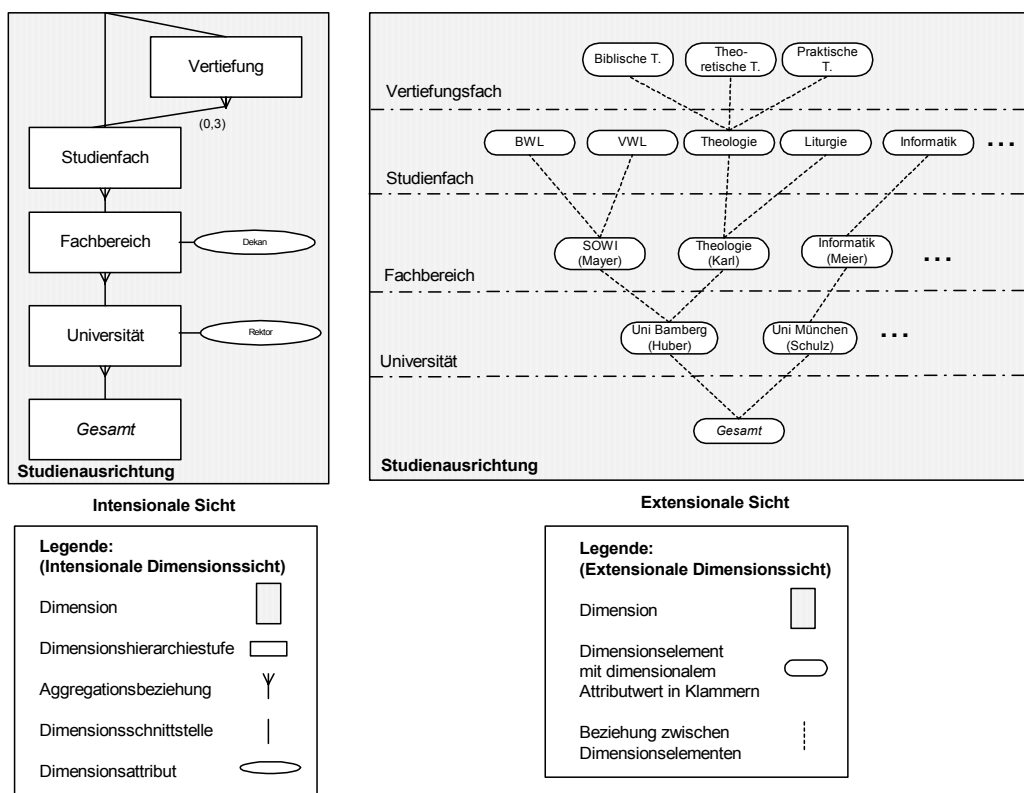 Vertiefung
(0,3)
Studienfach
Fachbereich
Dekan
Universität
Rektor
Gesamt
Studienausrichtung
Intensionale Sicht
Biblische T.
Theo-
retische T.
Praktische
T.
Vertiefungsfach
BWL
VWL
Theologie
Liturgie
Informatik
...
Studienfach
SOWI
(Mayer)
Theologie
(Karl)
Informatik
(Meier)
...
Fachbereich
Uni Bamberg
(Huber)
Uni München
(Schulz)
...
Universität
Gesamt
Studienausrichtung
Extensionale Sicht
Legende:
(Intensionale Dimensionssicht)
Dimension
Dimensionshierarchiestufe
Aggregationsbeziehung
Dimensionsschnittstelle
Dimensionsattribut
Legende:
(Extensionale Dimensionssicht)
Dimension
Dimensionselement
mit dimensionalem
Attributwert in Klammern
Beziehung zwischen
Dimensionselementen